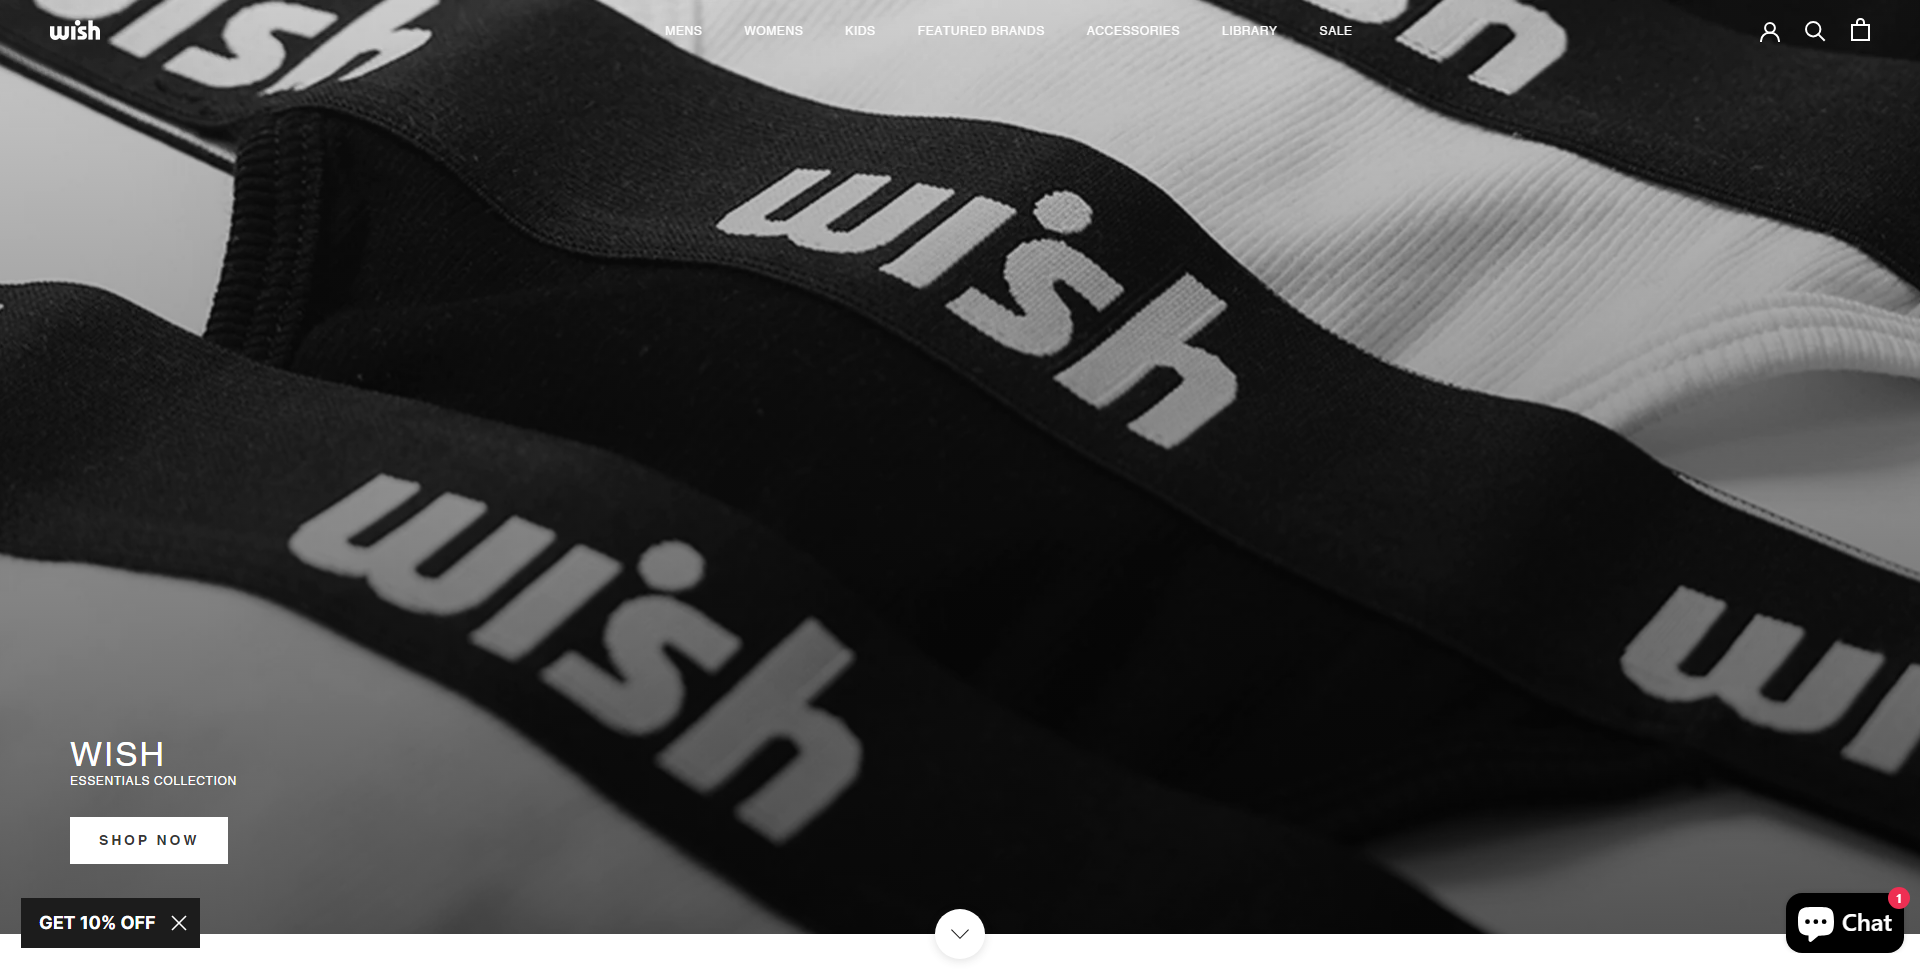 wish
MENS WOMENS KIDS FEATURED BRANDS ACCESSORIES LIBRARY SALE
wish
wish
wish
WISH
ESSENTIALS COLLECTION
SHOP NOW
GET 10% OFF
1
Chat